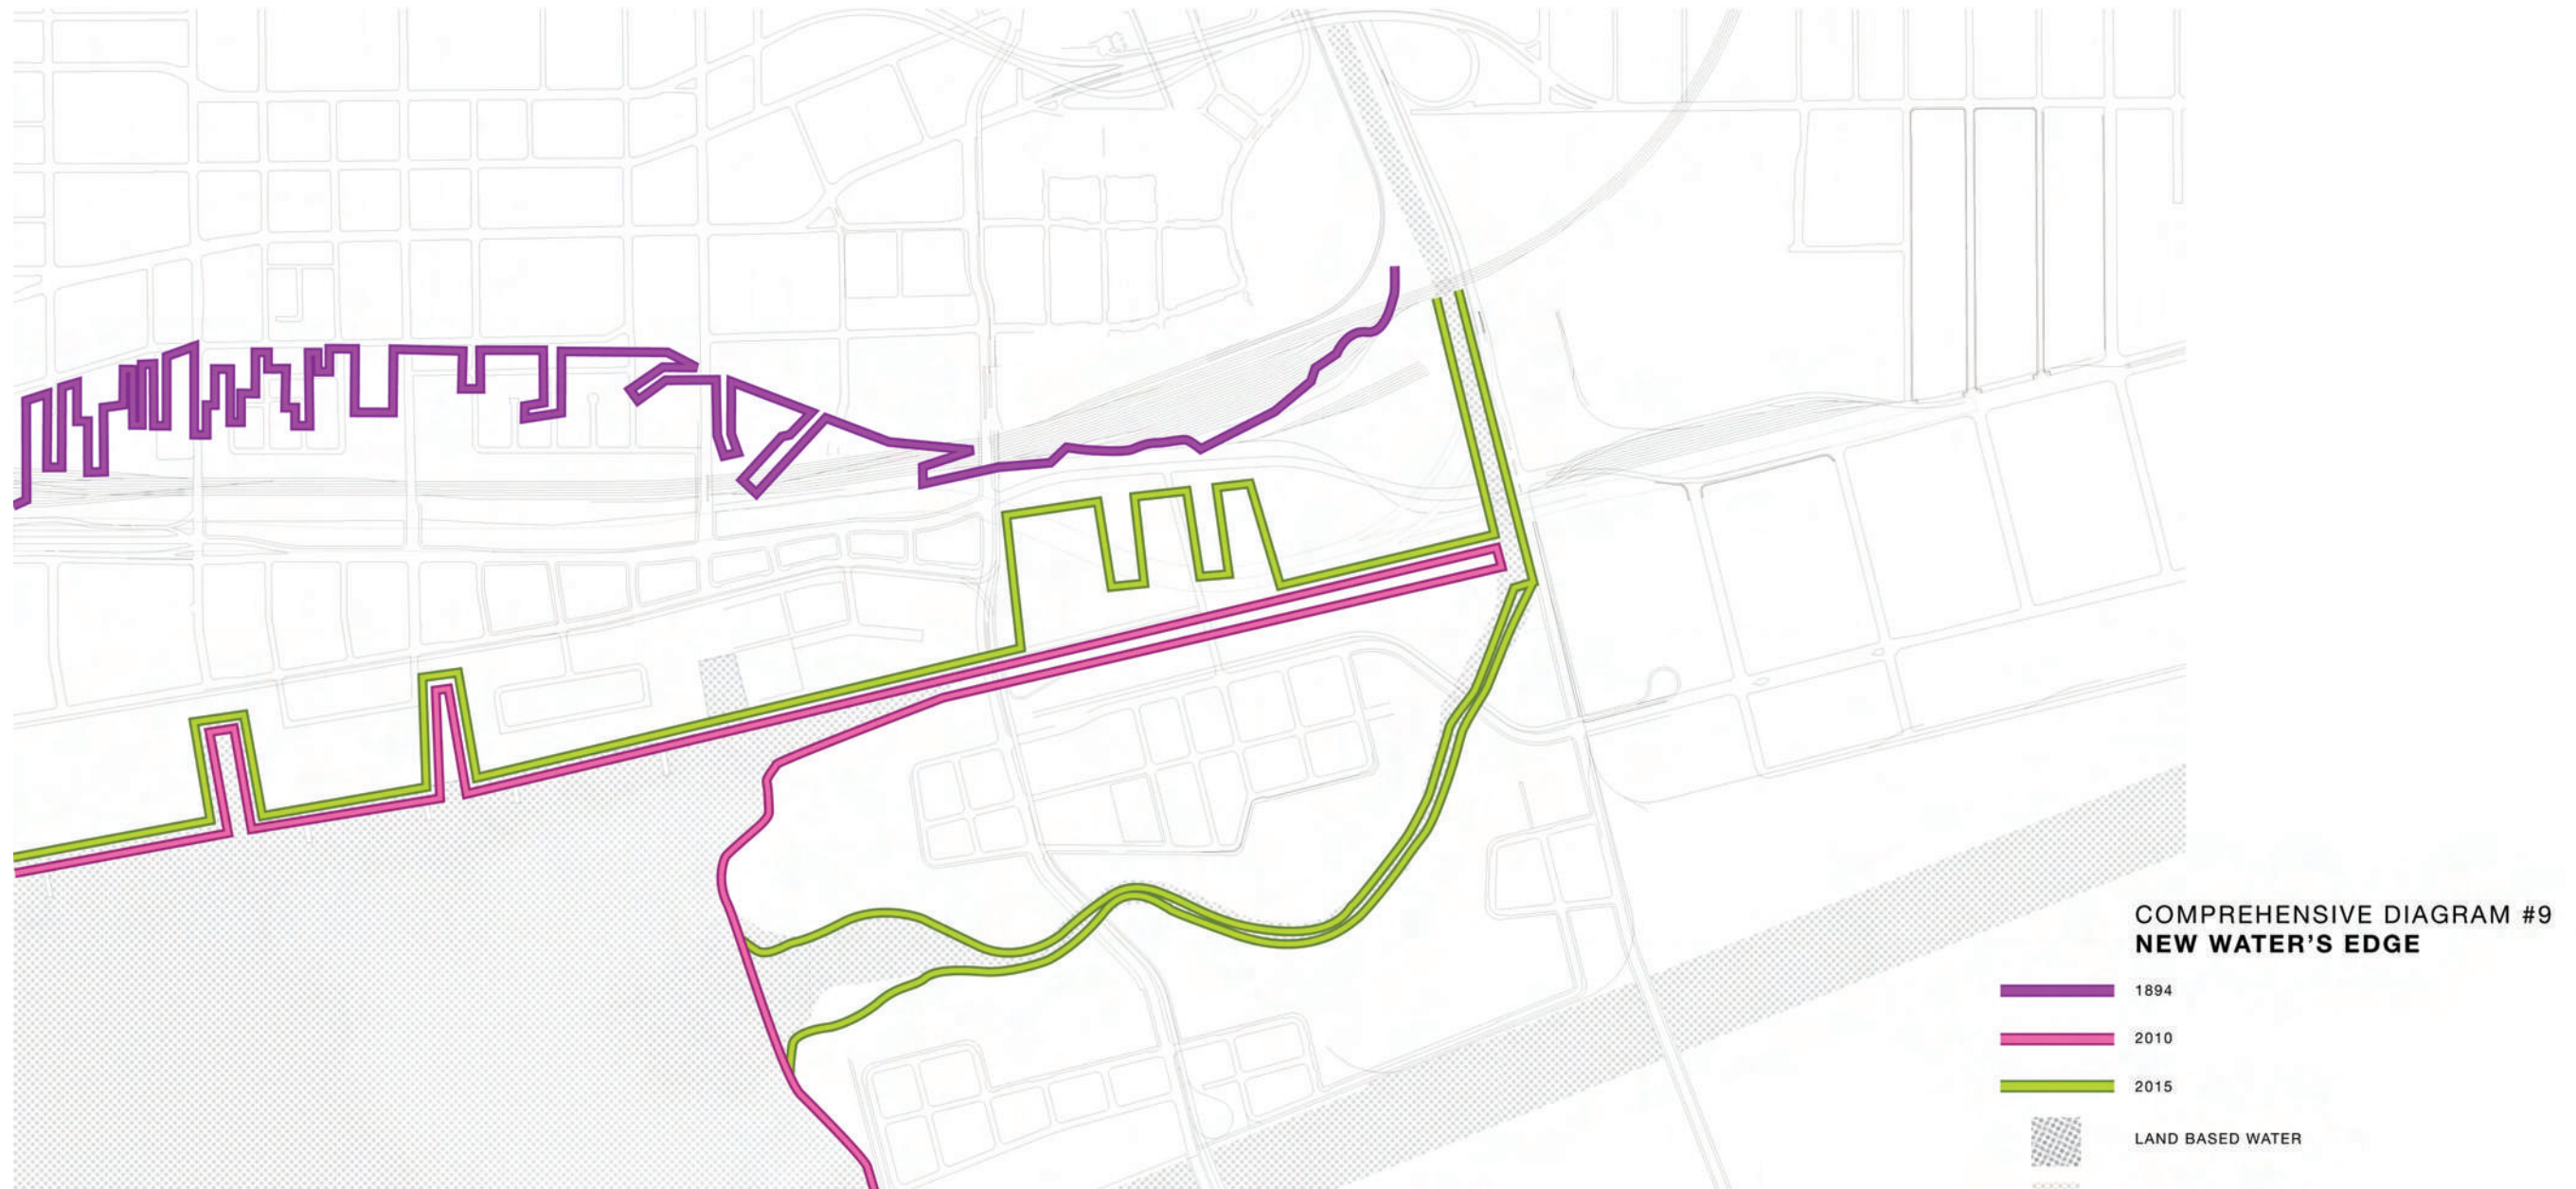 COMPREHENSIVE DIAGRAM #9
NEW WATER'S EDGE
1894
2010
2015
LAND BASED WATER